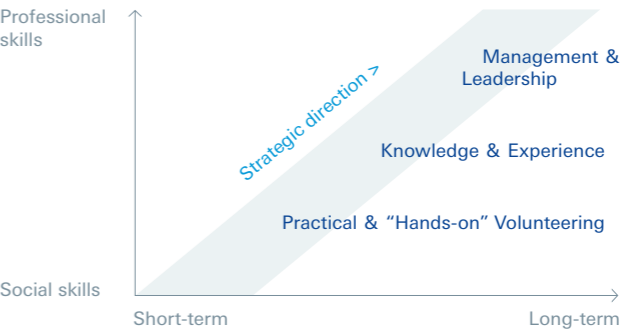 Professional
skills
Management &
Leadership
Strategic direction >
Knowledge & Experience
Practical & “Hands-on” Volunteering
Social skills
Short-term
Long-term